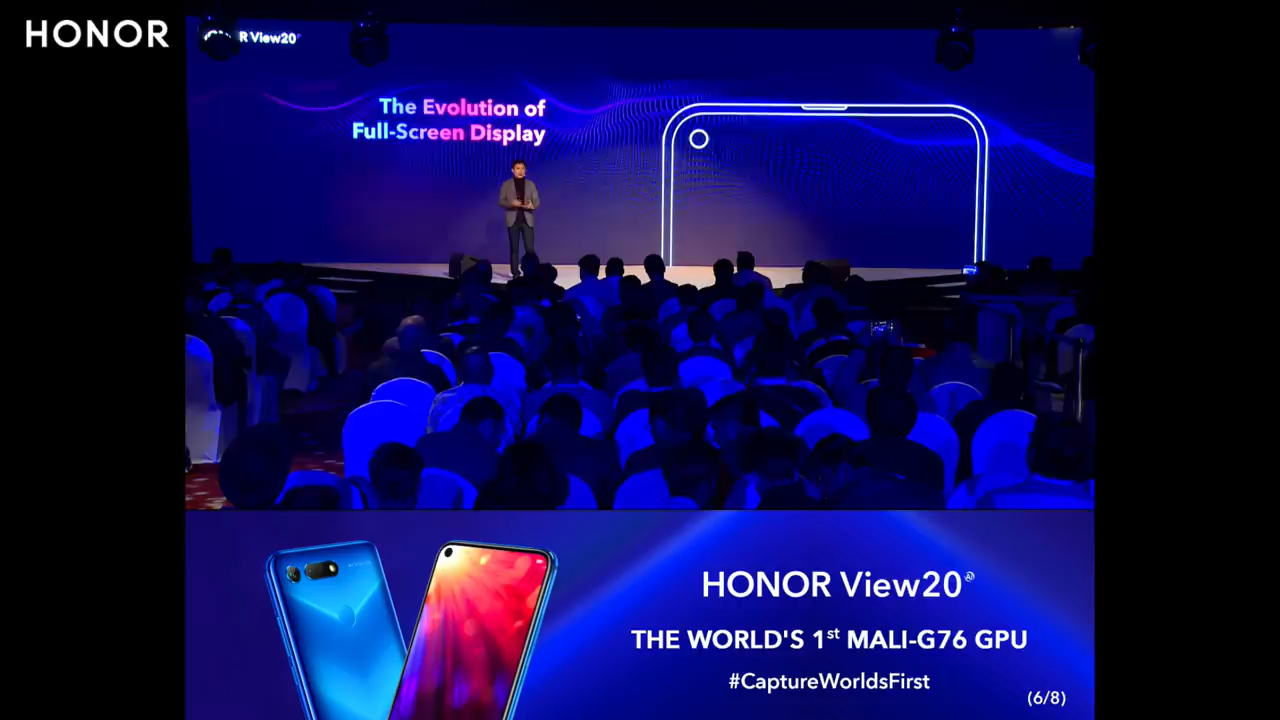 HONOR
R View20
The Evolution of
Full-Screen Display
HONOR View20
THE WORLD'S 1st MALI-G76 GPU
#CaptureWorldsFirst
(6/8)